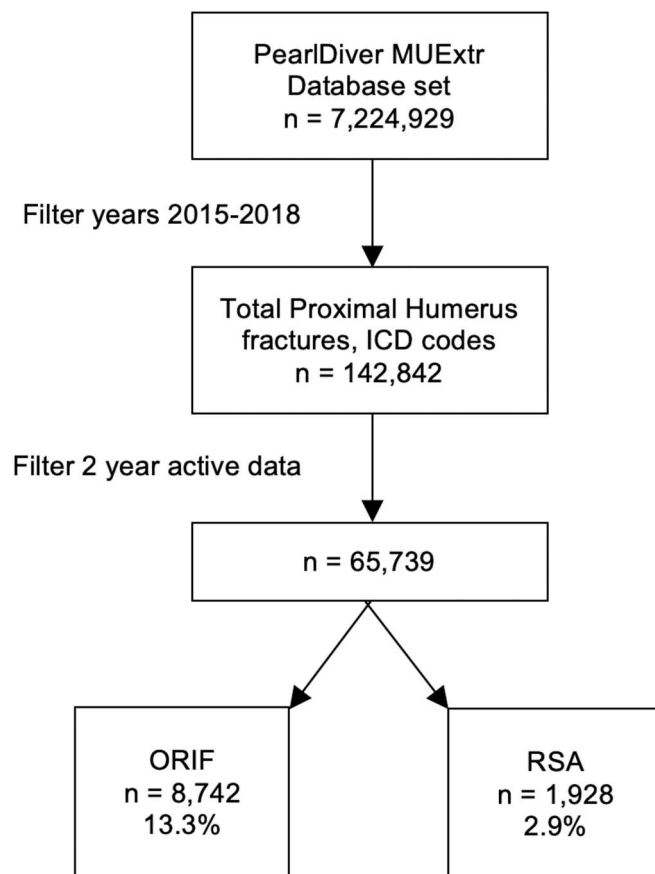 PearlDiver MUExtr
Database set
n = 7,224,929
Filter years 2015-2018
Total Proximal Humerus
fractures, ICD codes
n = 142,842
Filter 2 year active data
n = 65,739
ORIF
n = 8,742
13.3%
RSA
n = 1,928
2.9%